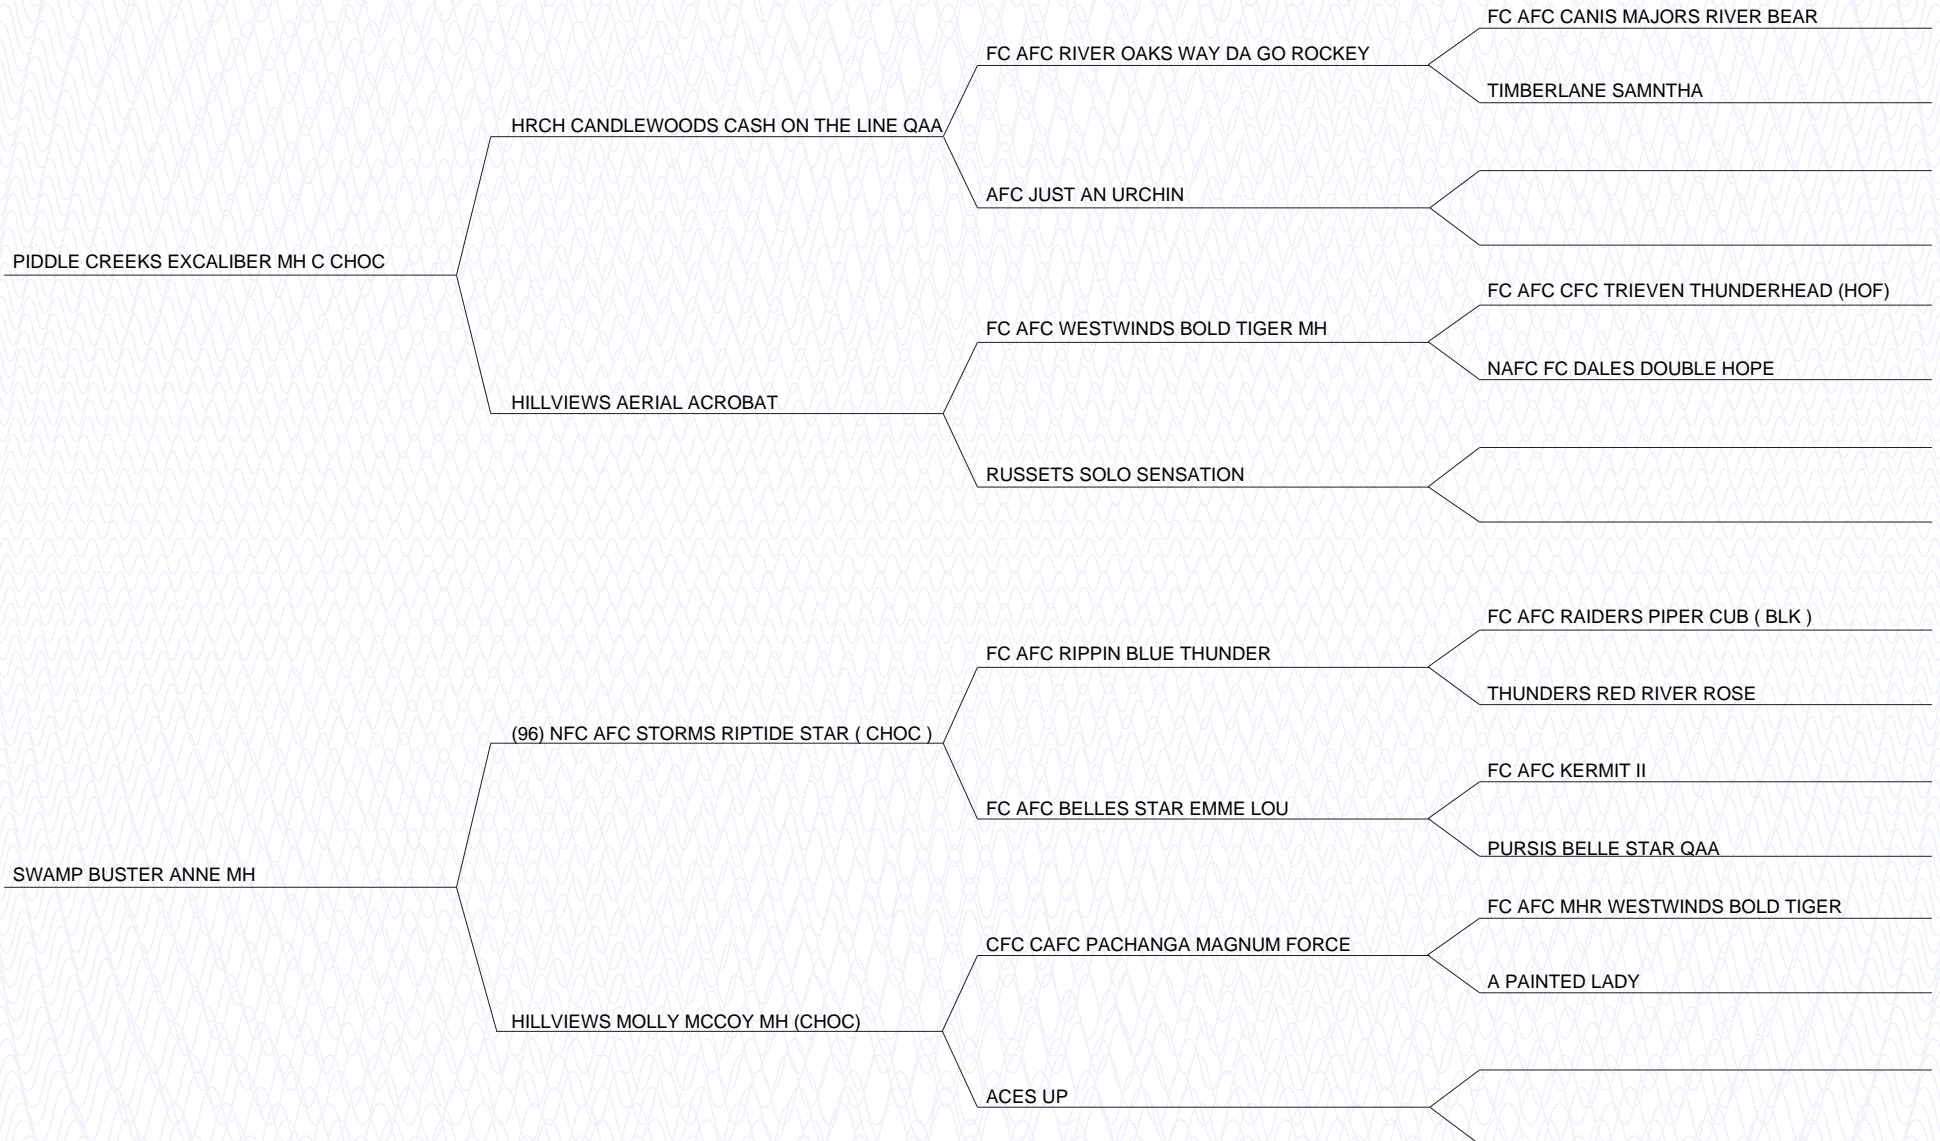 FC AFC CANIS MAJORS RIVER BEAR
FC AFC RIVER OAKS WAY DA GO ROCKEY
TIMBERLANE SAMNTHA
HRCH CANDLEWOODS CASH ON THE LINE QAA
AFC JUST AN URCHIN
PIDDLE CREEKS EXCALIBER MH C CHOC
FC AFC CFC TRIEVEN THUNDERHEAD (HOF)
FC AFC WESTWINDS BOLD TIGER MH
NAFC FC DALES DOUBLE HOPE
HILLVIEWS AERIAL ACROBAT
RUSSETS SOLO SENSATION
FC AFC RAIDERS PIPER CUB ( BLK )
FC AFC RIPPIN BLUE THUNDER
THUNDERS RED RIVER ROSE
(96) NFC AFC STORMS RIPTIDE STAR ( CHOC )
FC AFC KERMIT II
FC AFC BELLES STAR EMME LOU
PURSIS BELLE STAR QAA
SWAMP BUSTER ANNE MH
FC AFC MHR WESTWINDS BOLD TIGER
CFC CAFC PACHANGA MAGNUM FORCE
A PAINTED LADY
HILLVIEWS MOLLY MCCOY MH (CHOC)
ACES UP